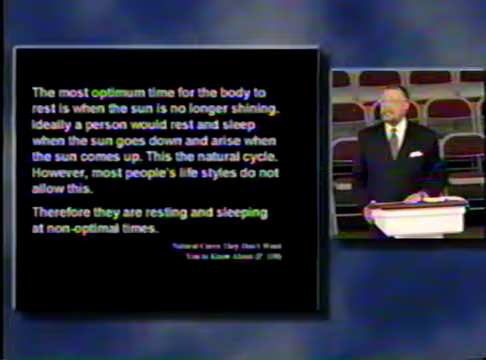 The most optimum time for the body to
rest is when the sun is no longer shining.
Ideally a person would rest and sleep
when the sun goes down and arise when
the sun comes up. This the natural cycle.
However, most people's life styles do not
allow this.
Therefore they are resting and sleeping
at non-optimal times.
Natural Cures They Don't Want
You to Know About (P.